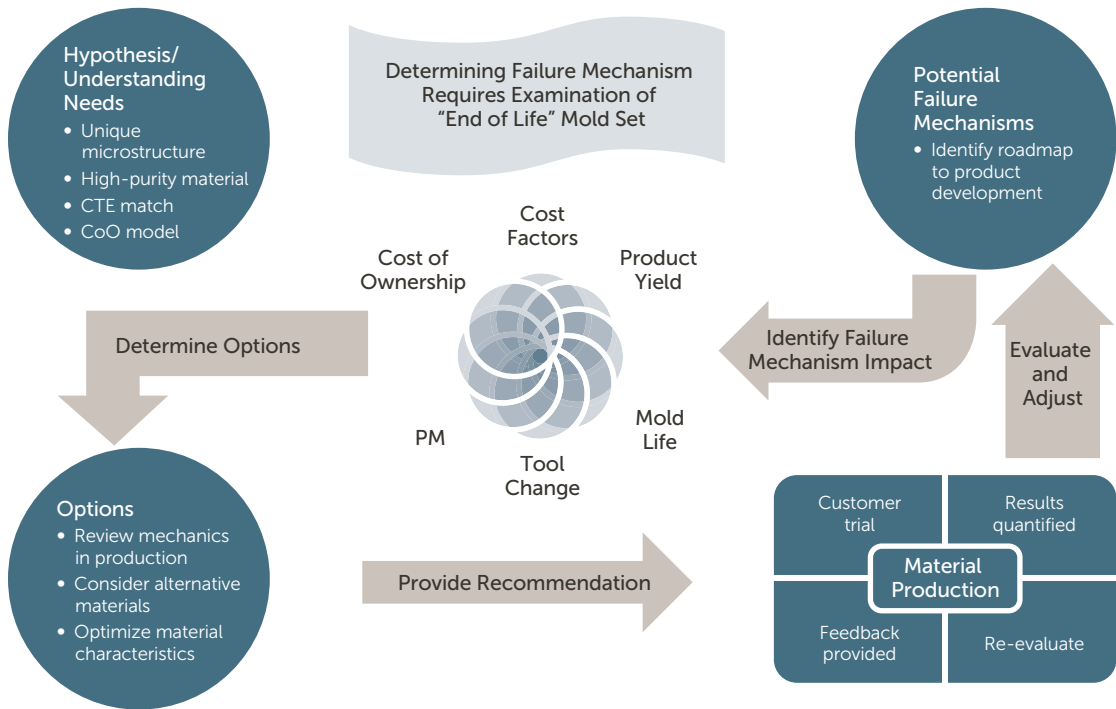 Hypothesis/
Understanding
Needs
• Unique
microstructure
• High-purity material
• CTE match
• CoO model
Determining Failure Mechanism
Requires Examination of
“End of Life” Mold Set
Potential
Failure
Mechanisms
• Identify roadmap
to product
development
Cost
Factors
Cost of
Ownership
Product
Yield
Mold
Life
Tool
Change
PM
Determine Options
Identify Failure
Mechanism Impact
Evaluate
and
Adjust
Options
• Review mechanics
in production
• Consider alternative
materials
• Optimize material
characteristics
Provide Recommendation
Customer
trial
Results
quantified
Material
Production
Feedback
provided
Re-evaluate